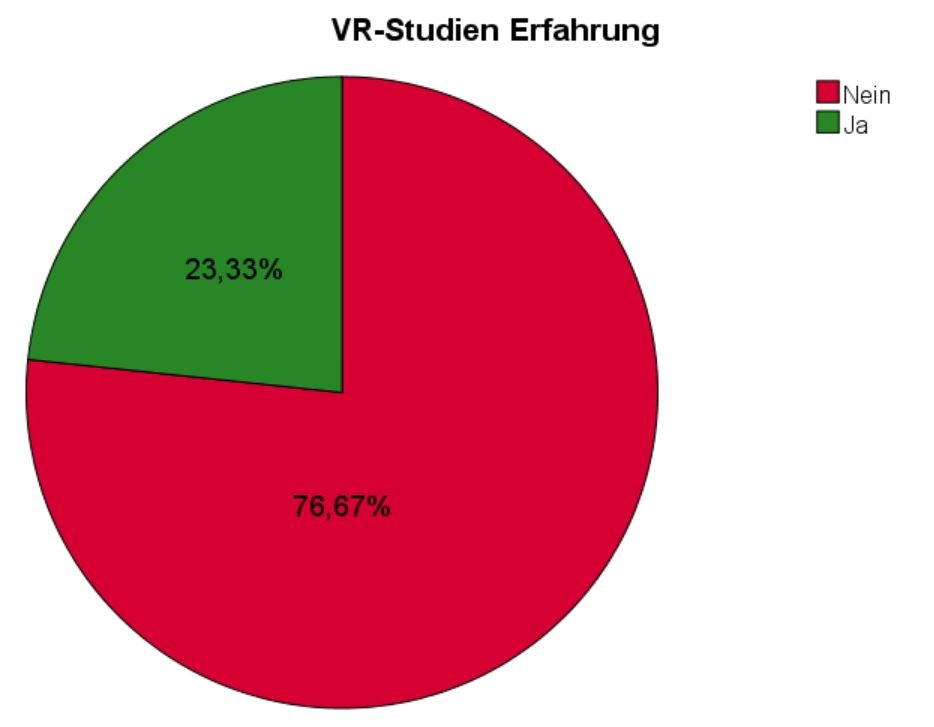 VR-Studien Erfahrung
Nein
Ja
23,33%
76,67%